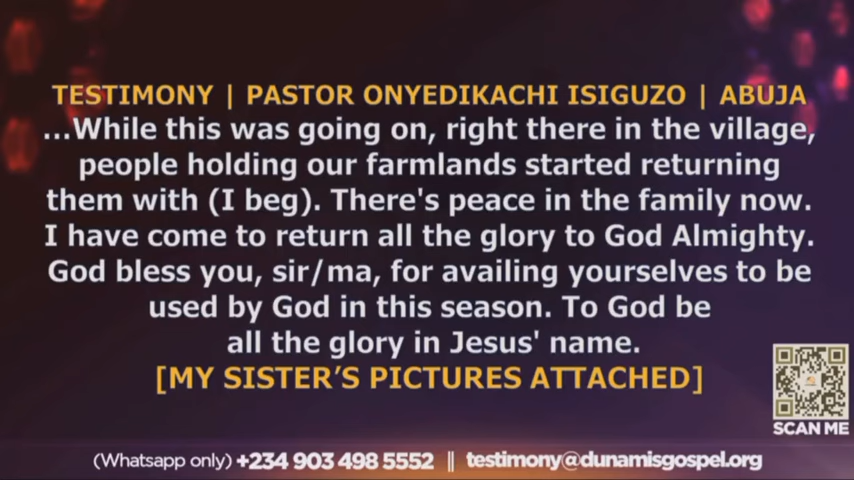 TESTIMONY | PASTOR ONYEDIKACHI ISIGUZO | ABUJA
...While this was going on, right there in the village,
people holding our farmlands started returning
them with (I beg). There's peace in the family now.
I have come to return all the glory to God Almighty.
God bless you, sir/ma, for availing yourselves to be
used by God in this season. To God be
all the glory in Jesus' name.
[MY SISTER’S PICTURES ATTACHED]
SCAN ME
(Whatsapp only) +234 903 498 5552 || testimony@dunamisgospel.org